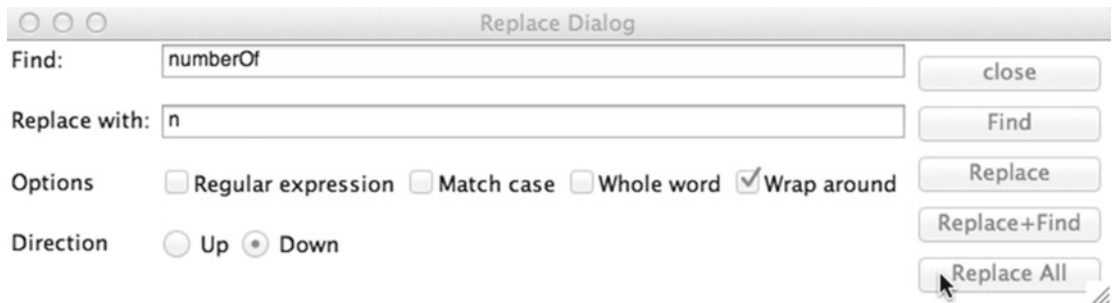 Replace Dialog
Find: numberOf
close
Replace with: n
Find
Options Regular expression Match case Whole word Wrap around
Replace
Direction Up Down
Replace+Find
Replace All